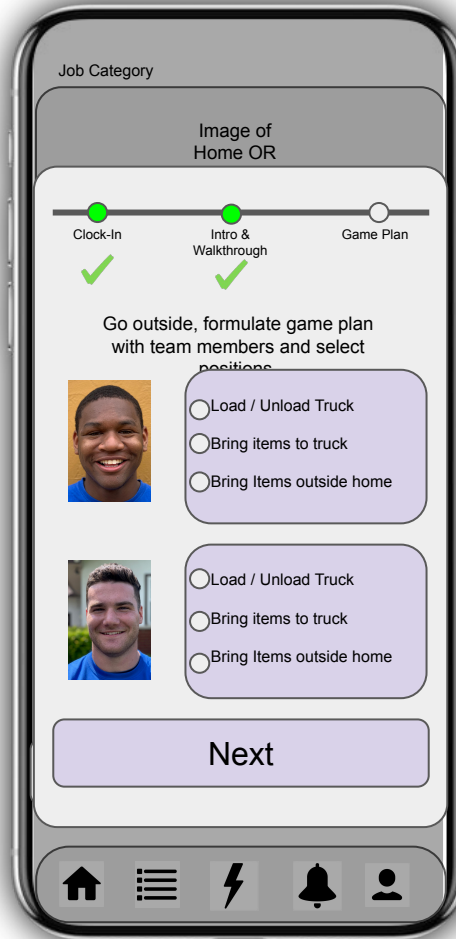 Job Category
Image of
Home OR
Clock-In
Intro &
Walkthrough
Game Plan
Go outside, formulate game plan
with team members and select
positions
Load / Unload Truck
Bring items to truck
Bring Items outside home
Load / Unload Truck
Bring items to truck
Bring Items outside home
Next